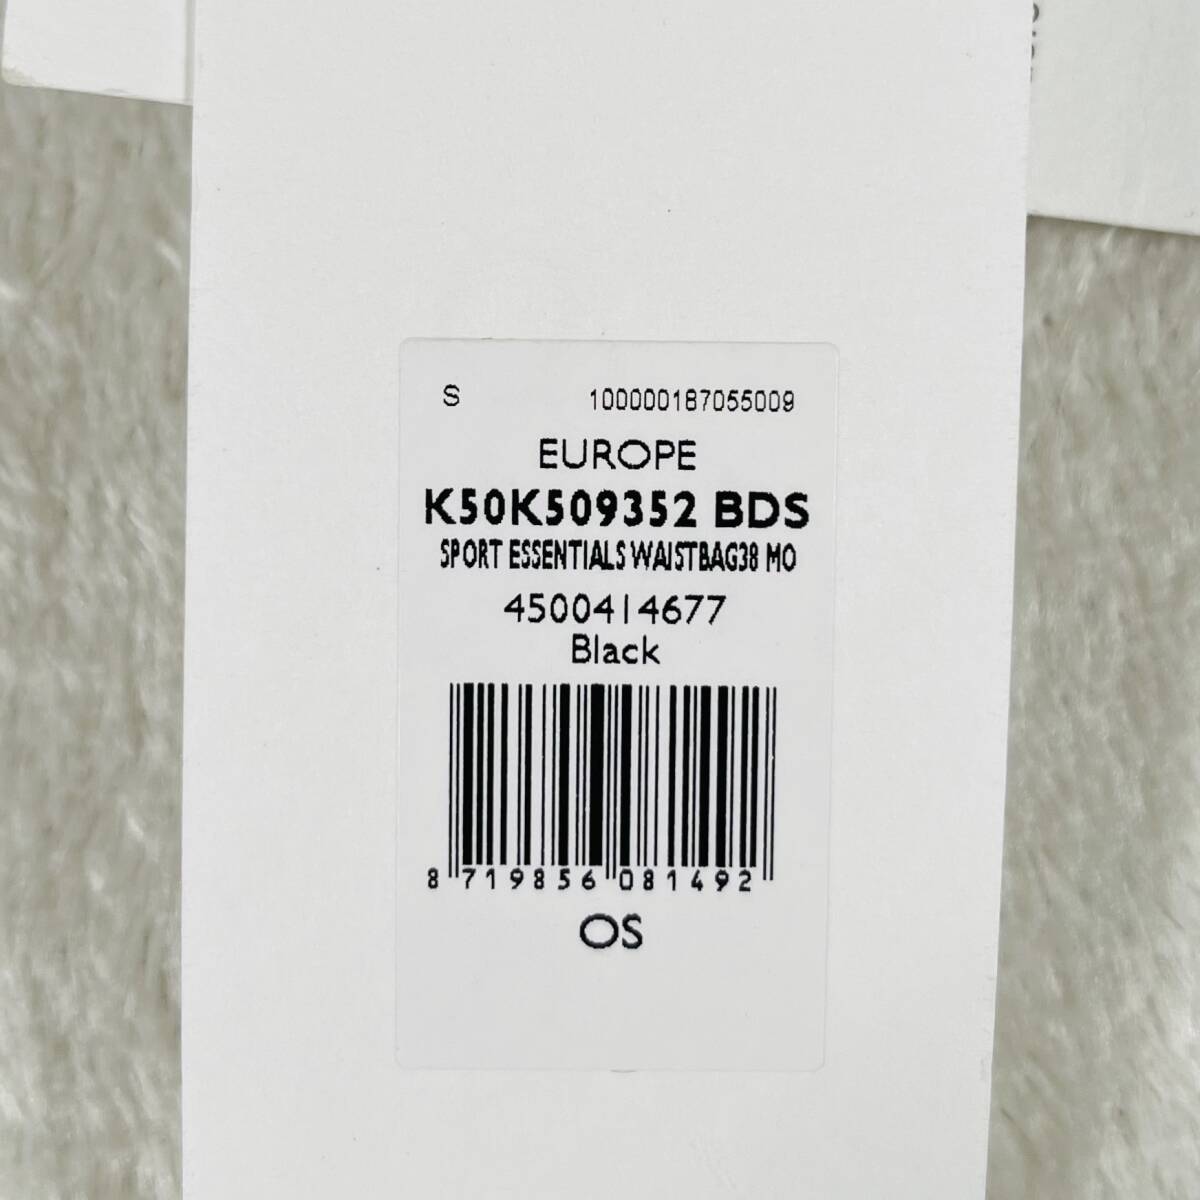 S 100000187055009
EUROPE
K50K509352 BDS
SPORT ESSENTIALS WAISTBAG38 MO
4500414677
Black
8 719856 081492
OS